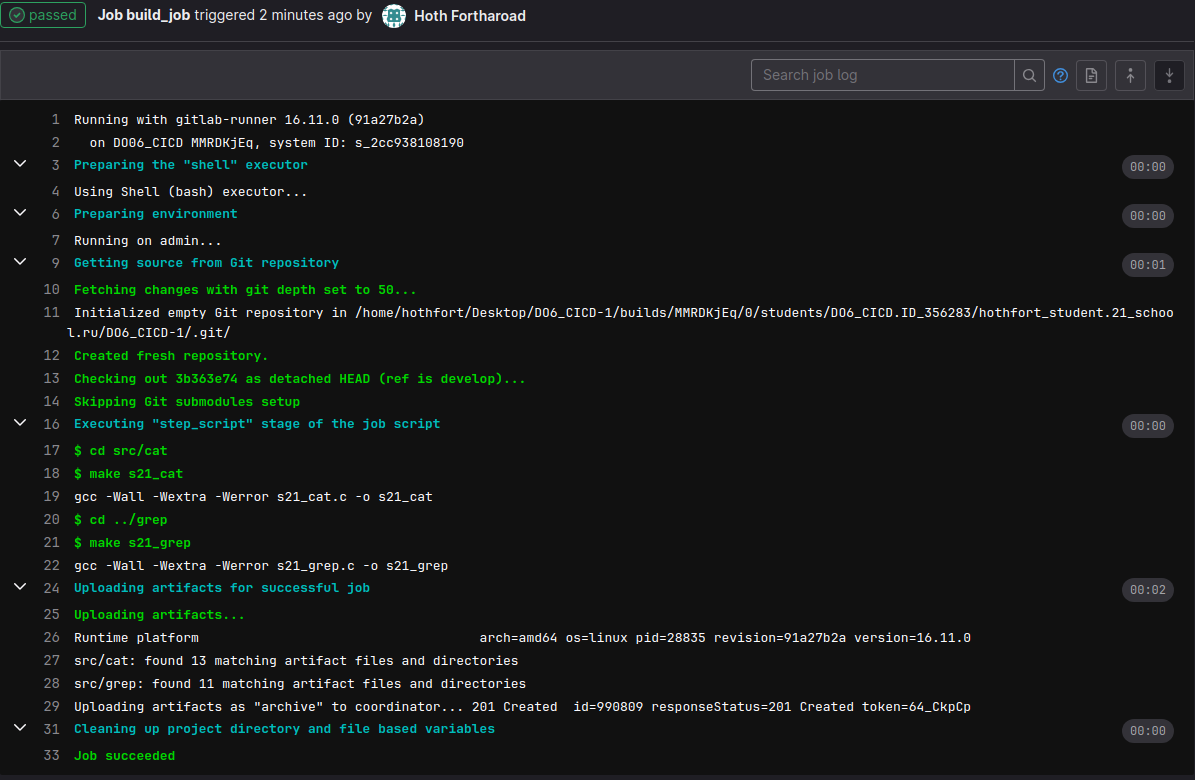 passed Job build_job triggered 2 minutes ago by Hoth Fortharoad
Search job log
1 Running with gitlab-runner 16.11.0 (91a27b2a)
2 on DO06_CICD MMRDKjEq, system ID: s_2cc938108190
3 Preparing the "shell" executor 00:00
4 Using Shell (bash) executor...
6 Preparing environment 00:00
7 Running on admin...
9 Getting source from Git repository 00:01
10 Fetching changes with git depth set to 50...
11 Initialized empty Git repository in /home/hothfort/Desktop/DO6_CICD-1/builds/MMRDKjEq/0/students/DO6_CICD.ID_356283/hothfort_student.21_schoo
l.ru/DO6_CICD-1/.git/
12 Created fresh repository.
13 Checking out 3b363e74 as detached HEAD (ref is develop)...
14 Skipping Git submodules setup
16 Executing "step_script" stage of the job script 00:00
17 $ cd src/cat
18 $ make s21_cat
19 gcc -Wall -Wextra -Werror s21_cat.c -o s21_cat
20 $ cd ../grep
21 $ make s21_grep
22 gcc -Wall -Wextra -Werror s21_grep.c -o s21_grep
24 Uploading artifacts for successful job 00:02
25 Uploading artifacts...
26 Runtime platform arch=amd64 os=linux pid=28835 revision=91a27b2a version=16.11.0
27 src/cat: found 13 matching artifact files and directories
28 src/grep: found 11 matching artifact files and directories
29 Uploading artifacts as "archive" to coordinator... 201 Created id=990809 responseStatus=201 Created token=64_CkpCp
31 Cleaning up project directory and file based variables 00:00
33 Job succeeded